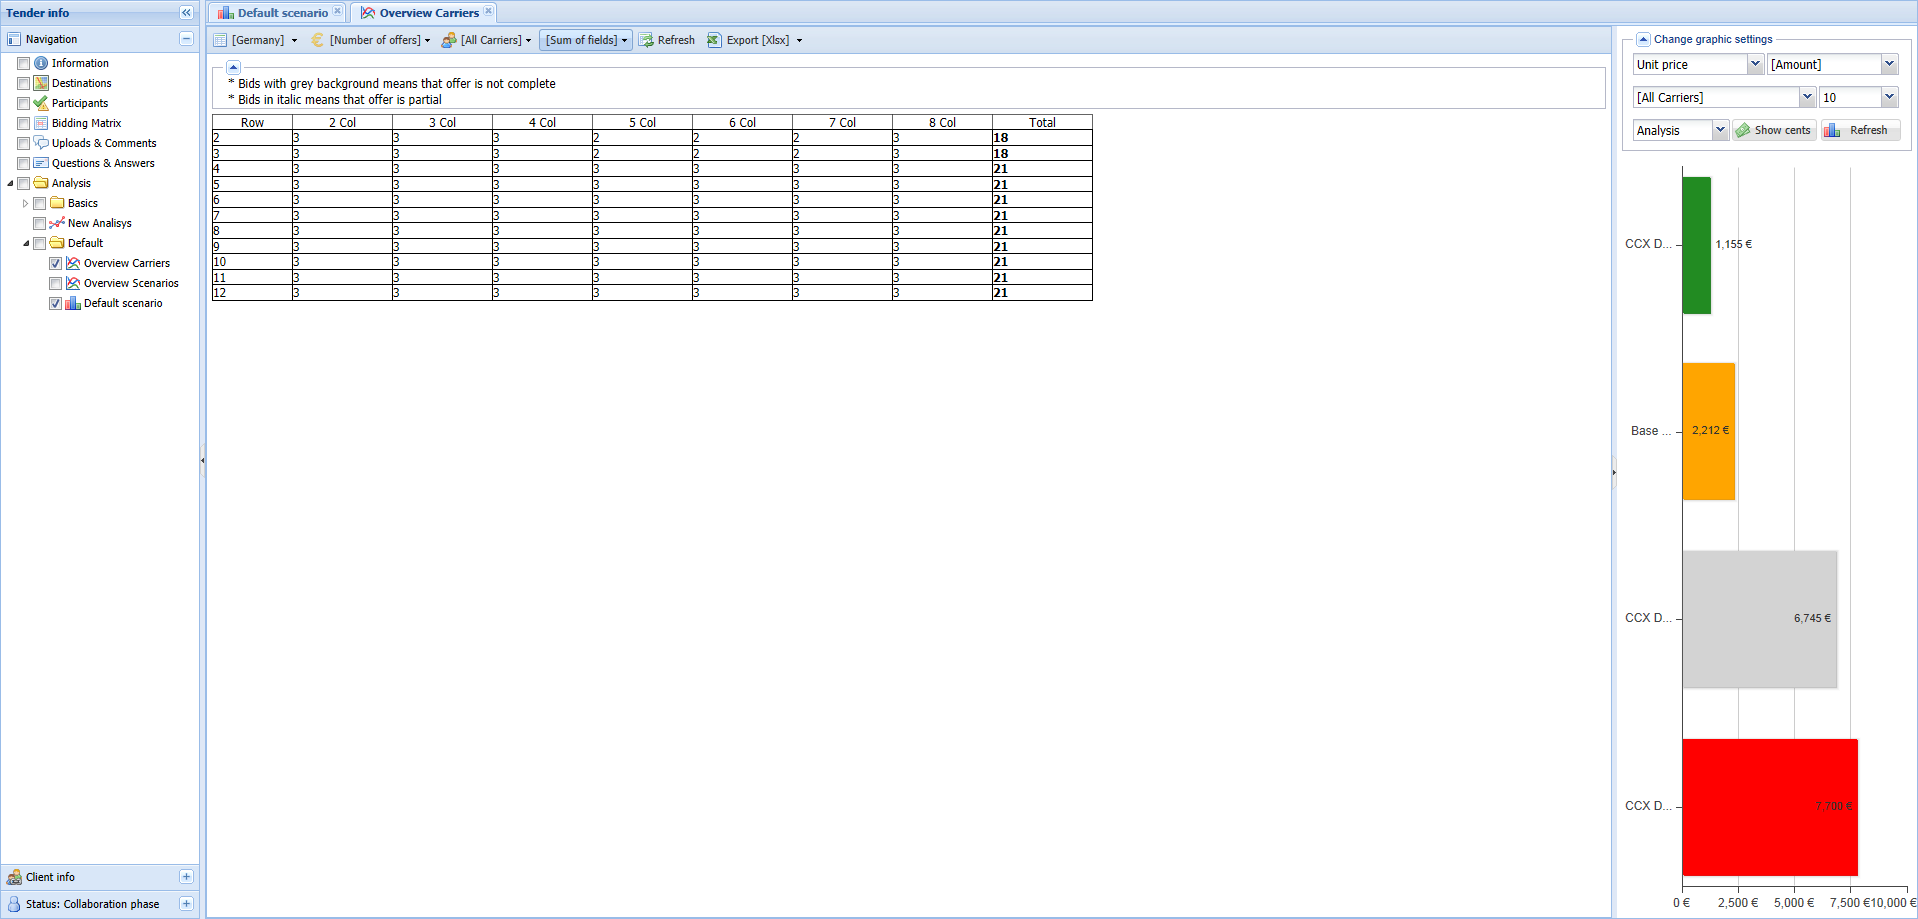 Tender info
Navigation
Information
Destinations
Participants
Bidding Matrix
Uploads & Comments
Questions & Answers
Analysis
Basics
New Analisys
Default
Overview Carriers
Overview Scenarios
Default scenario
Client info
Status: Collaboration phase
Default scenario Overview Carriers
[Germany] [Number of offers] [All Carriers] [Sum of fields] Refresh Export [Xlsx]
* Bids with grey background means that offer is not complete
* Bids in italic means that offer is partial
Row 2 Col 3 Col 4 Col 5 Col 6 Col 7 Col 8 Col Total
2 3 3 3 2 2 2 3 18
3 3 3 3 2 2 2 3 18
4 3 3 3 3 3 3 3 21
5 3 3 3 3 3 3 3 21
6 3 3 3 3 3 3 3 21
7 3 3 3 3 3 3 3 21
8 3 3 3 3 3 3 3 21
9 3 3 3 3 3 3 3 21
10 3 3 3 3 3 3 3 21
11 3 3 3 3 3 3 3 21
12 3 3 3 3 3 3 3 21
Change graphic settings
Unit price [Amount]
[All Carriers] 10
Analysis Show cents Refresh
CCX D... 1,155 €
Base ... 2,212 €
CCX D... 6,745 €
CCX D... 7,700 €
0 € 2,500 € 5,000 € 7,500 € 10,000 €